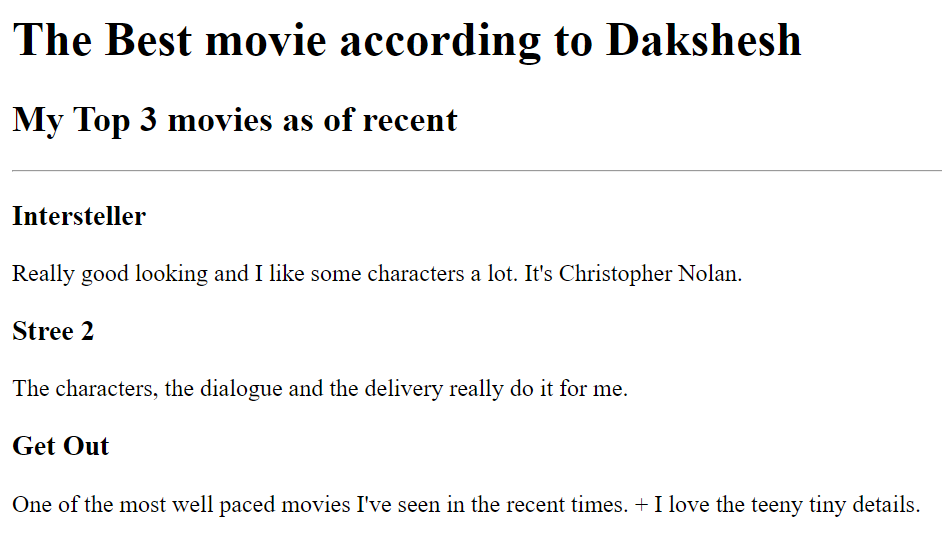 The Best movie according to Dakshesh
My Top 3 movies as of recent
Intersteller
Really good looking and I like some characters a lot. It's Christopher Nolan.
Stree 2
The characters, the dialogue and the delivery really do it for me.
Get Out
One of the most well paced movies I've seen in the recent times. + I love the teeny tiny details.